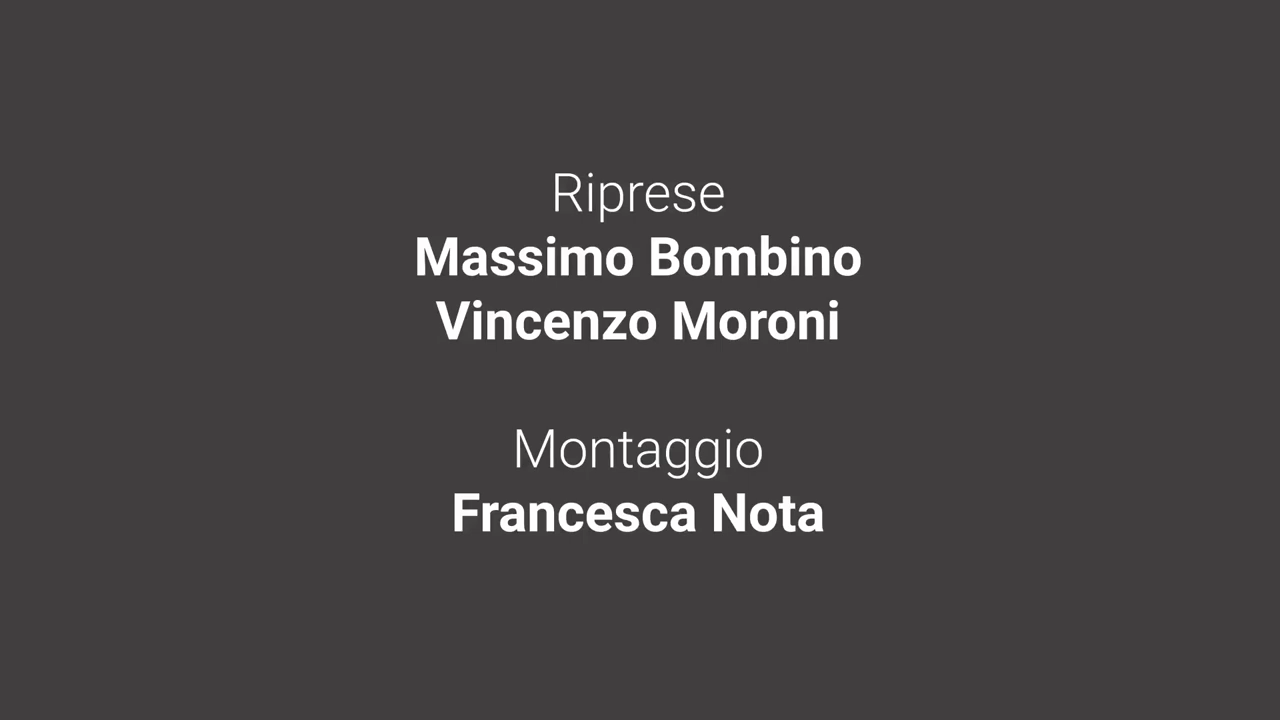 Riprese
Massimo Bombino
Vincenzo Moroni
Montaggio
Francesca Nota